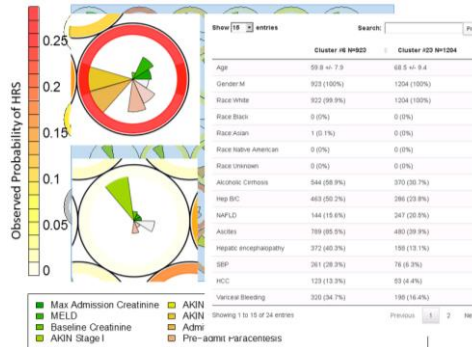 Observed Probability of HRS
0.25
0.2
0.15
0.1
0.05
0
Show 15 entries
Search:
Cluster #6 N=923 Cluster #23 N=1204
Age 59.8 +/- 7.9 68.5 +/- 9.4
Gender:M 923 (100%) 1204 (100%)
Race:White 922 (99.9%) 1204 (100%)
Race:Black 0 (0%) 0 (0%)
Race:Asian 1 (0.1%) 0 (0%)
Race:Native American 0 (0%) 0 (0%)
Race:Unknown 0 (0%) 0 (0%)
Alcoholic Cirrhosis 544 (58.9%) 370 (30.7%)
Hep B/C 463 (50.2%) 286 (23.8%)
NAFLD 144 (15.6%) 247 (20.5%)
Ascites 789 (85.5%) 480 (39.9%)
Hepatic encephalopathy 372 (40.3%) 158 (13.1%)
SBP 261 (28.3%) 76 (6.3%)
HCC 123 (13.3%) 53 (4.4%)
Variceal Bleeding 320 (34.7%) 198 (16.4%)
Showing 1 to 15 of 24 entries
Previous 1 2
Max Admission Creatinine
MELD
Baseline Creatinine
AKIN Stage I
AKIN
AKIN
Pre-admit Paracentesis